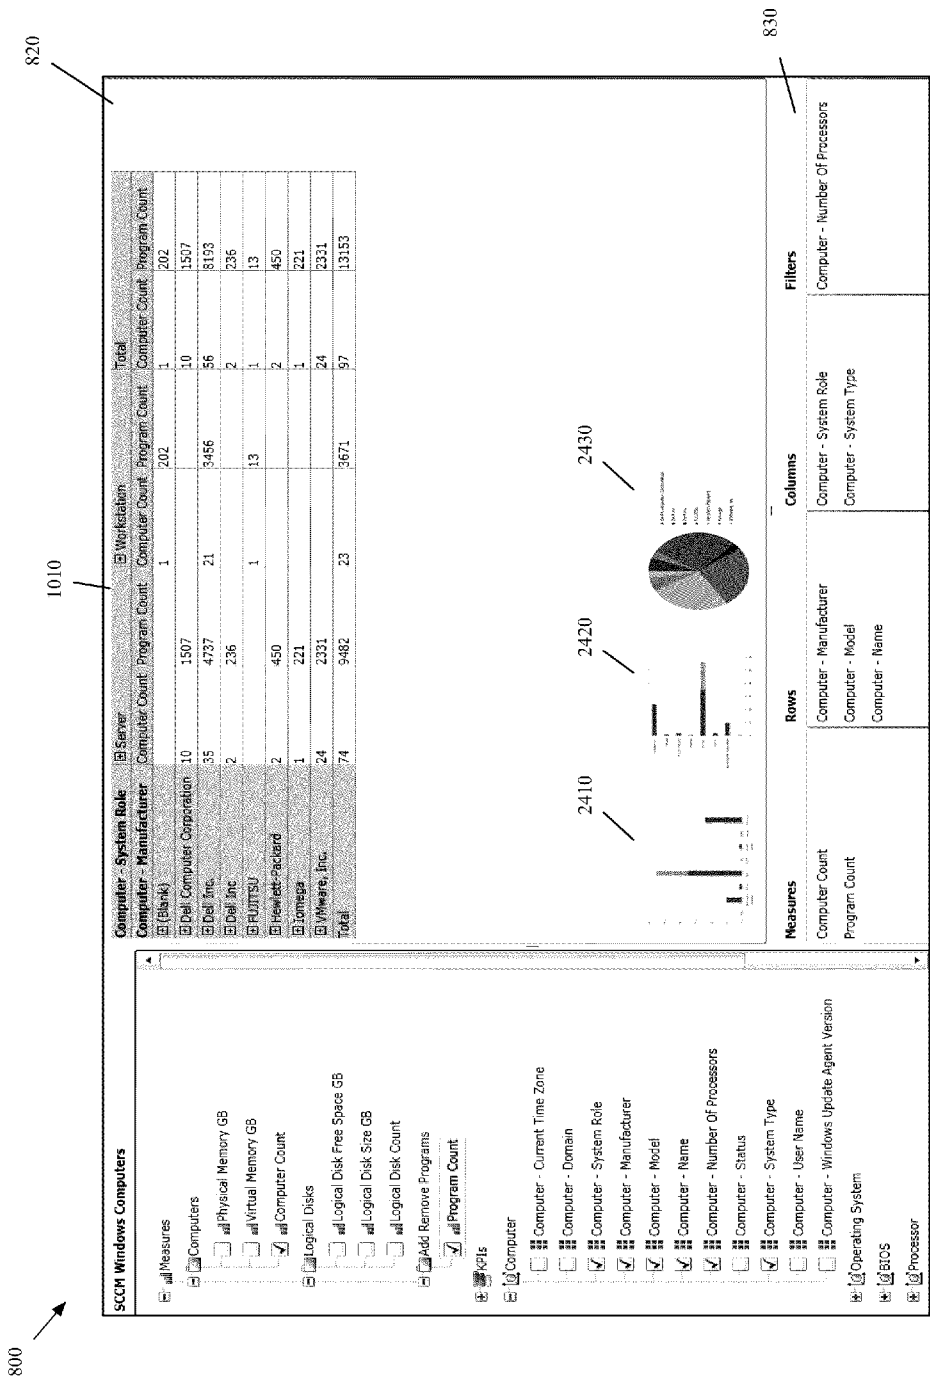 800
820
830
1010
SCCM Windows Computers
Measures
Computers
Physical Memory GB
Virtual Memory GB
Computer Count
Logical Disks
Logical Disk Free Space GB
Logical Disk Size GB
Logical Disk Count
Add Remove Programs
Program Count
KPIs
Computer
Computer - Current Time Zone
Computer - Domain
Computer - System Role
Computer - Manufacturer
Computer - Model
Computer - Name
Computer - Number Of Processors
Computer - Status
Computer - System Type
Computer - User Name
Computer - Windows Update Agent Version
Operating System
BIOS
Processor
Computer - System Role Server Workstation Total
Computer - Manufacturer Computer Count Program Count Computer Count Program Count Computer Count Program Count
(Blank) 1 202 1 202
Dell Computer Corporation 10 1507 10 1507
Dell Inc. 35 4737 21 3456 56 8193
Dell Inc 2 236 2 236
FUJITSU 1 13 1 13
Hewlett-Packard 2 450 2 450
Iomega 1 221 1 221
VMware, Inc. 24 2331 24 2331
Total 74 9482 23 3671 97 13153
2410
2420
2430
Measures
Computer Count
Program Count
Rows
Computer - Manufacturer
Computer - Model
Computer - Name
Columns
Computer - System Role
Computer - System Type
Filters
Computer - Number Of Processors